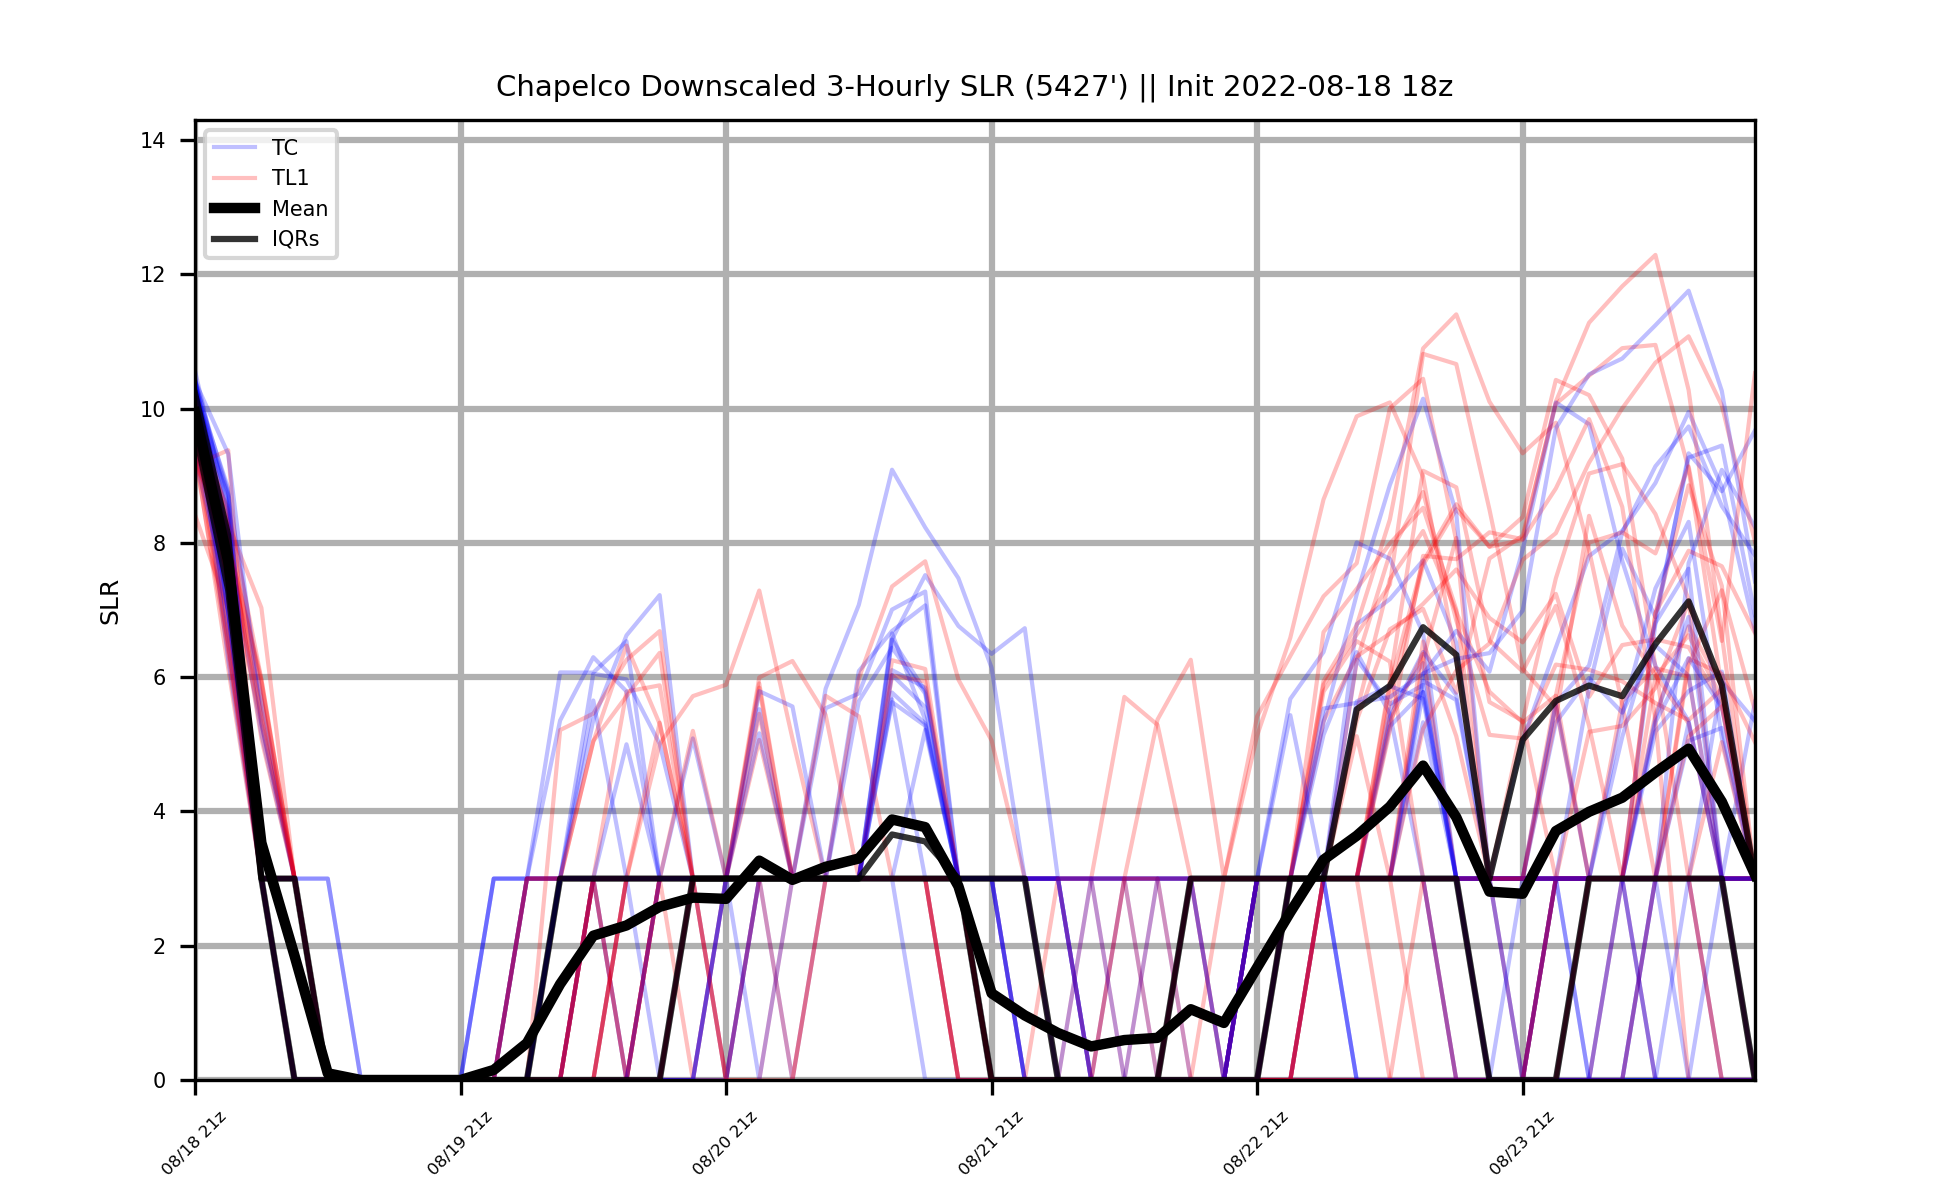 Chapelco Downscaled 3-Hourly SLR (5427') || Init 2022-08-18 18z
TC
TL1
Mean
IQRs
SLR
14
12
10
8
6
4
2
0
08/18 21z
08/19 21z
08/20 21z
08/21 21z
08/22 21z
08/23 21z